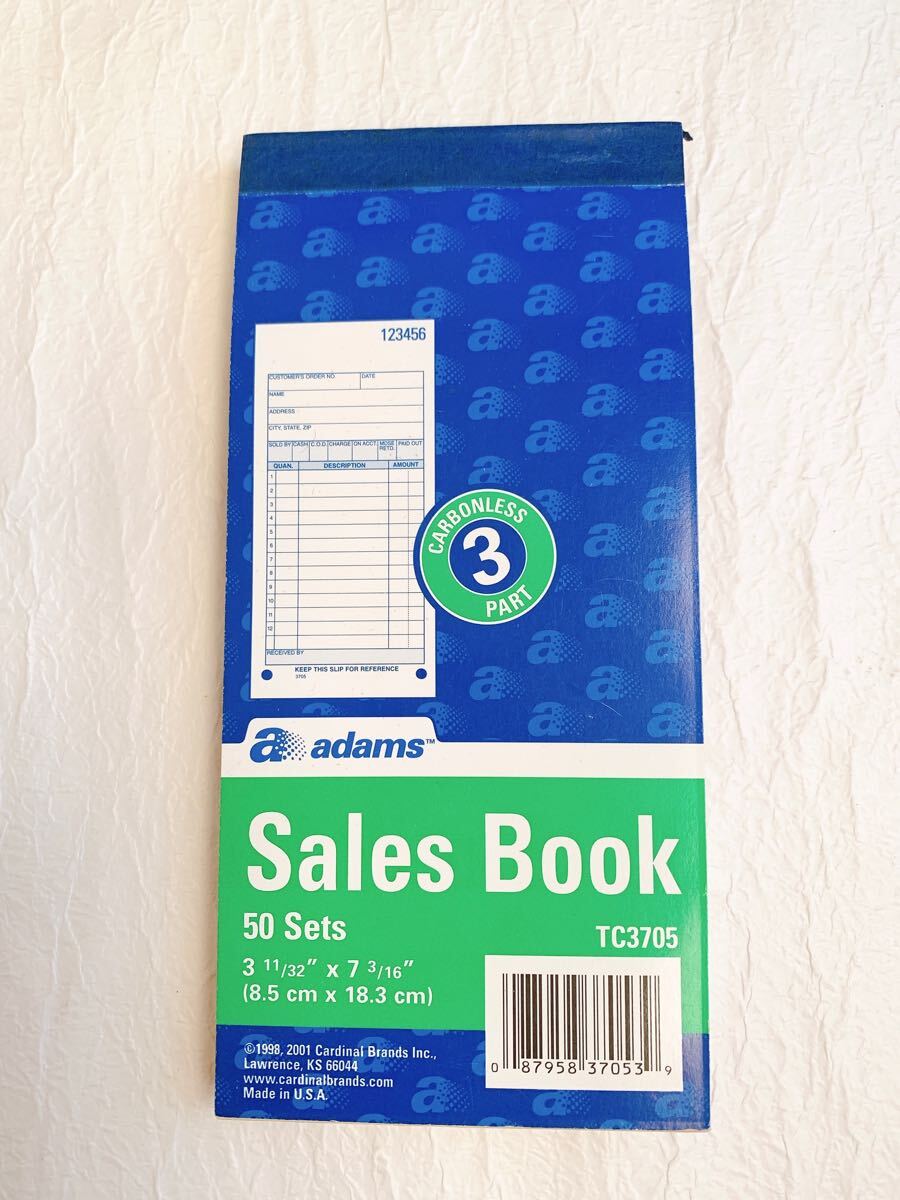 123456
CUSTOMER'S ORDER NO. DATE
NAME
ADDRESS
CITY, STATE, ZIP
SOLD BY CASH C.O.D. CHARGE ON ACCT. MDSE RETD. PAID OUT
QUAN. DESCRIPTION AMOUNT
1
2
3
4
5
6
7
8
9
10
11
12
RECEIVED BY
KEEP THIS SLIP FOR REFERENCE
3705
CARBONLESS
3
PART
a adams™
Sales Book
50 Sets
TC3705
3 11/32" x 7 3/16"
(8.5 cm x 18.3 cm)
©1998, 2001 Cardinal Brands Inc.,
Lawrence, KS 66044
www.cardinalbrands.com
Made in U.S.A.
0 87958 37053 9